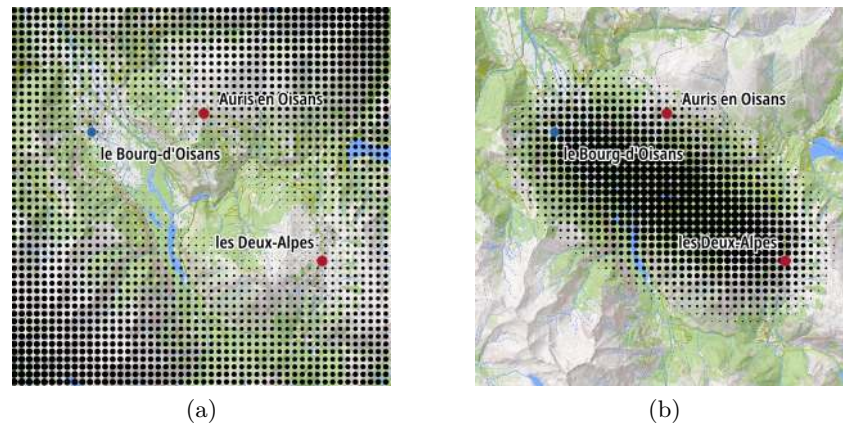 Auris en Oisans
le Bourg-d'Oisans
les Deux-Alpes
(a)
Auris en Oisans
le Bourg-d'Oisans
les Deux-Alpes
(b)